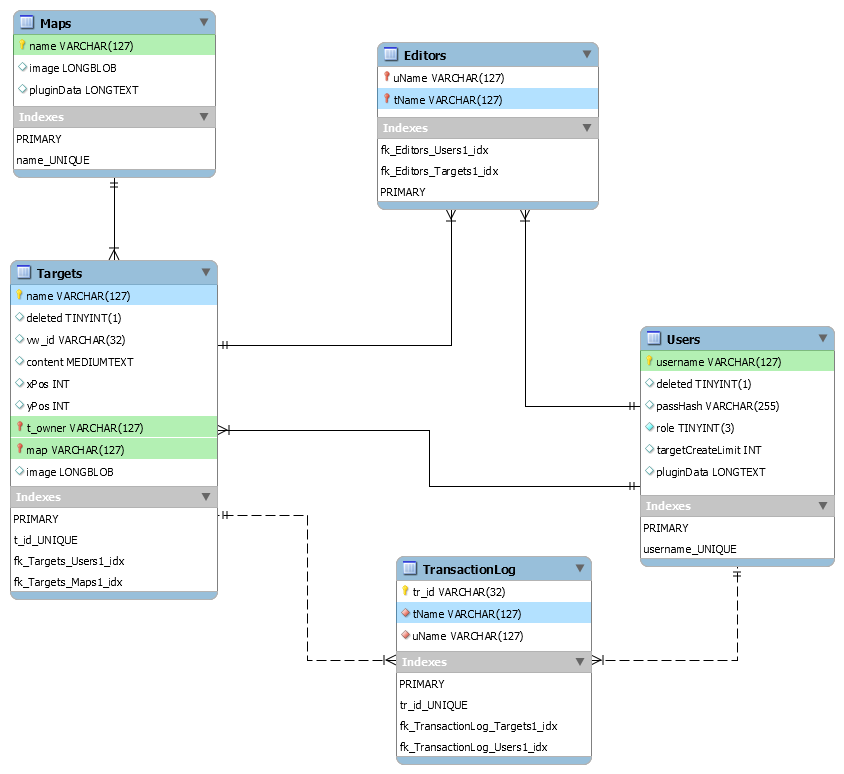 Maps
name VARCHAR(127)
image LONGBLOB
pluginData LONGTEXT
Indexes
PRIMARY
name_UNIQUE
Editors
uName VARCHAR(127)
tName VARCHAR(127)
Indexes
fk_Editors_Users1_idx
fk_Editors_Targets1_idx
PRIMARY
Targets
name VARCHAR(127)
deleted TINYINT(1)
vw_id VARCHAR(32)
content MEDIUMTEXT
xPos INT
yPos INT
t_owner VARCHAR(127)
map VARCHAR(127)
image LONGBLOB
Indexes
PRIMARY
t_id_UNIQUE
fk_Targets_Users1_idx
fk_Targets_Maps1_idx
Users
username VARCHAR(127)
deleted TINYINT(1)
passHash VARCHAR(255)
role TINYINT(3)
targetCreateLimit INT
pluginData LONGTEXT
Indexes
PRIMARY
username_UNIQUE
TransactionLog
tr_id VARCHAR(32)
tName VARCHAR(127)
uName VARCHAR(127)
Indexes
PRIMARY
tr_id_UNIQUE
fk_TransactionLog_Targets1_idx
fk_TransactionLog_Users1_idx